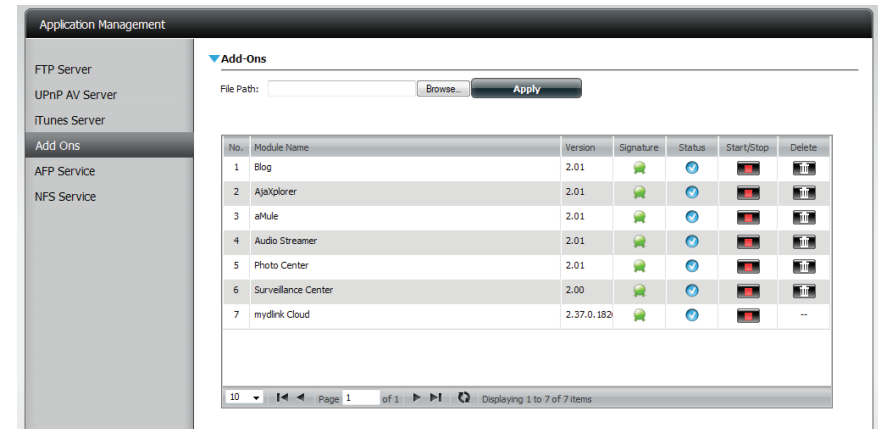 Application Management
FTP Server
UPnP AV Server
iTunes Server
Add Ons
AFP Service
NFS Service
Add-Ons
File Path: Browse... Apply
No. Module Name Version Signature Status Start/Stop Delete
1 Blog 2.01
2 AjaXplorer 2.01
3 aMule 2.01
4 Audio Streamer 2.01
5 Photo Center 2.01
6 Surveillance Center 2.00
7 mydlink Cloud 2.37.0.182 --
10 Page 1 of 1 Displaying 1 to 7 of 7 items